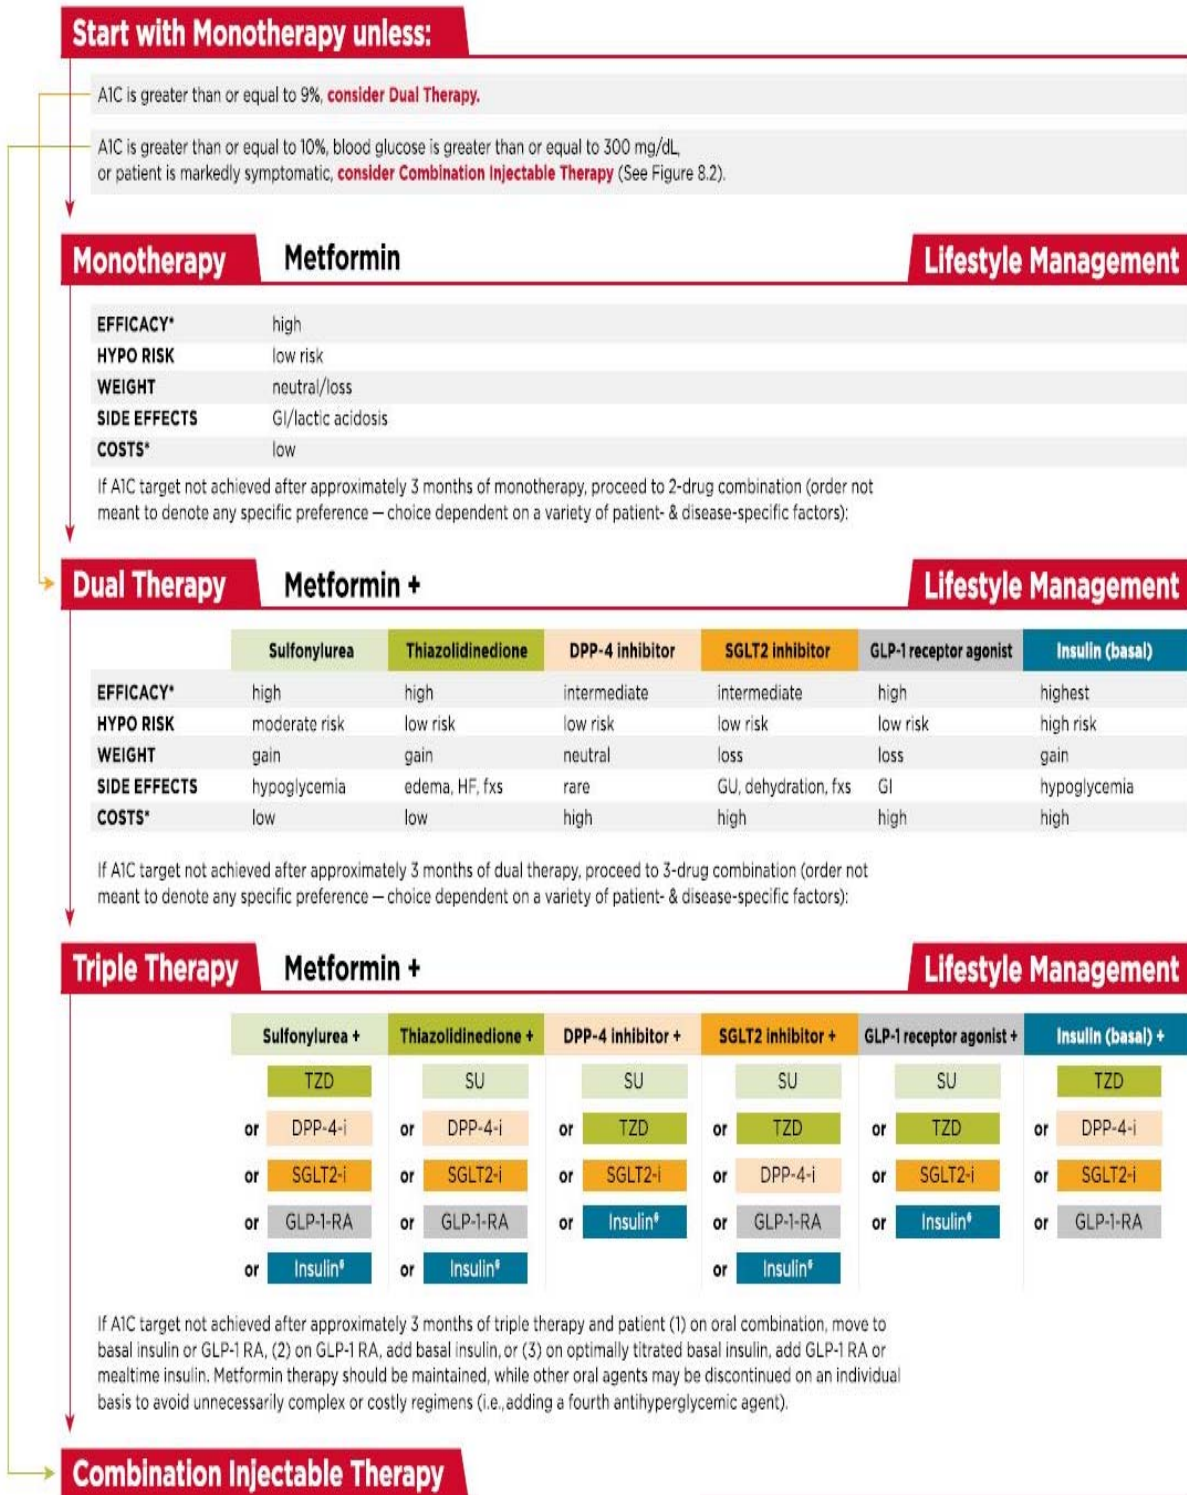 Start with Monotherapy unless:
A1C is greater than or equal to 9%, consider Dual Therapy.
A1C is greater than or equal to 10%, blood glucose is greater than or equal to 300 mg/dL,
or patient is markedly symptomatic, consider Combination Injectable Therapy (See Figure 8.2).
Monotherapy Metformin Lifestyle Management
EFFICACY* high
HYPO RISK low risk
WEIGHT neutral/loss
SIDE EFFECTS GI/lactic acidosis
COSTS* low
If A1C target not achieved after approximately 3 months of monotherapy, proceed to 2-drug combination (order not
meant to denote any specific preference — choice dependent on a variety of patient- & disease-specific factors):
Dual Therapy Metformin + Lifestyle Management
Sulfonylurea Thiazolidinedione DPP-4 inhibitor SGLT2 inhibitor GLP-1 receptor agonist Insulin (basal)
EFFICACY* high high intermediate intermediate high highest
HYPO RISK moderate risk low risk low risk low risk low risk high risk
WEIGHT gain gain neutral loss loss gain
SIDE EFFECTS hypoglycemia edema, HF, fxs rare GU, dehydration, fxs GI hypoglycemia
COSTS* low low high high high high
If A1C target not achieved after approximately 3 months of dual therapy, proceed to 3-drug combination (order not
meant to denote any specific preference — choice dependent on a variety of patient- & disease-specific factors):
Triple Therapy Metformin + Lifestyle Management
Sulfonylurea + Thiazolidinedione + DPP-4 inhibitor + SGLT2 inhibitor + GLP-1 receptor agonist + Insulin (basal) +
TZD SU SU SU SU TZD
or DPP-4-i or DPP-4-i or TZD or TZD or TZD or DPP-4-i
or SGLT2-i or SGLT2-i or SGLT2-i or DPP-4-i or SGLT2-i or SGLT2-i
or GLP-1-RA or GLP-1-RA or Insulin§ or GLP-1-RA or Insulin§ or GLP-1-RA
or Insulin§ or Insulin§ or Insulin§
If A1C target not achieved after approximately 3 months of triple therapy and patient (1) on oral combination, move to
basal insulin or GLP-1 RA, (2) on GLP-1 RA, add basal insulin, or (3) on optimally titrated basal insulin, add GLP-1 RA or
mealtime insulin. Metformin therapy should be maintained, while other oral agents may be discontinued on an individual
basis to avoid unnecessarily complex or costly regimens (i.e., adding a fourth antihyperglycemic agent).
Combination Injectable Therapy